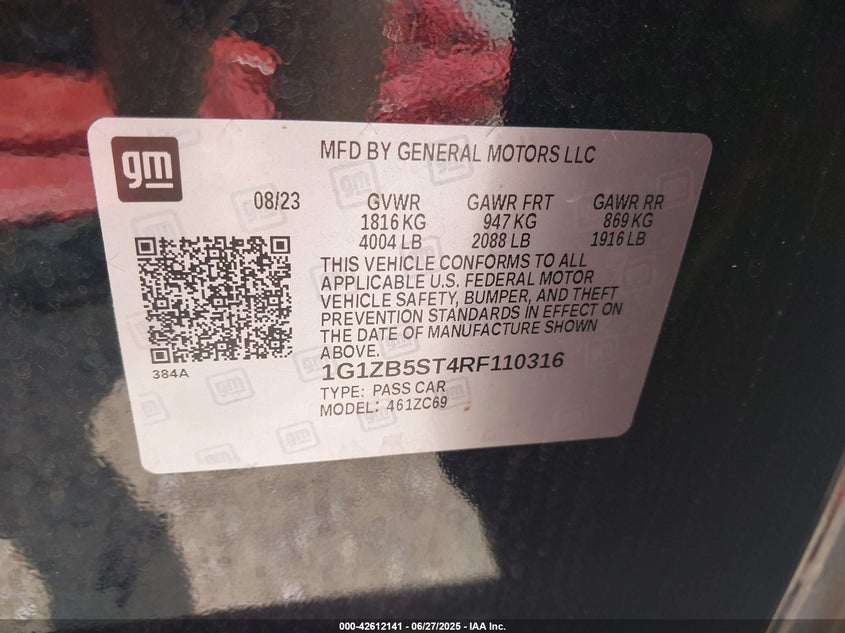 gm
MFD BY GENERAL MOTORS LLC
08/23 GVWR GAWR FRT GAWR RR
1816 KG 947 KG 869 KG
4004 LB 2088 LB 1916 LB
THIS VEHICLE CONFORMS TO ALL
APPLICABLE U.S. FEDERAL MOTOR
VEHICLE SAFETY, BUMPER, AND THEFT
PREVENTION STANDARDS IN EFFECT ON
THE DATE OF MANUFACTURE SHOWN
ABOVE.
384A
1G1ZB5ST4RF110316
TYPE: PASS CAR
MODEL: 461ZC69
000-42612141 - 06/27/2025 - IAA Inc.